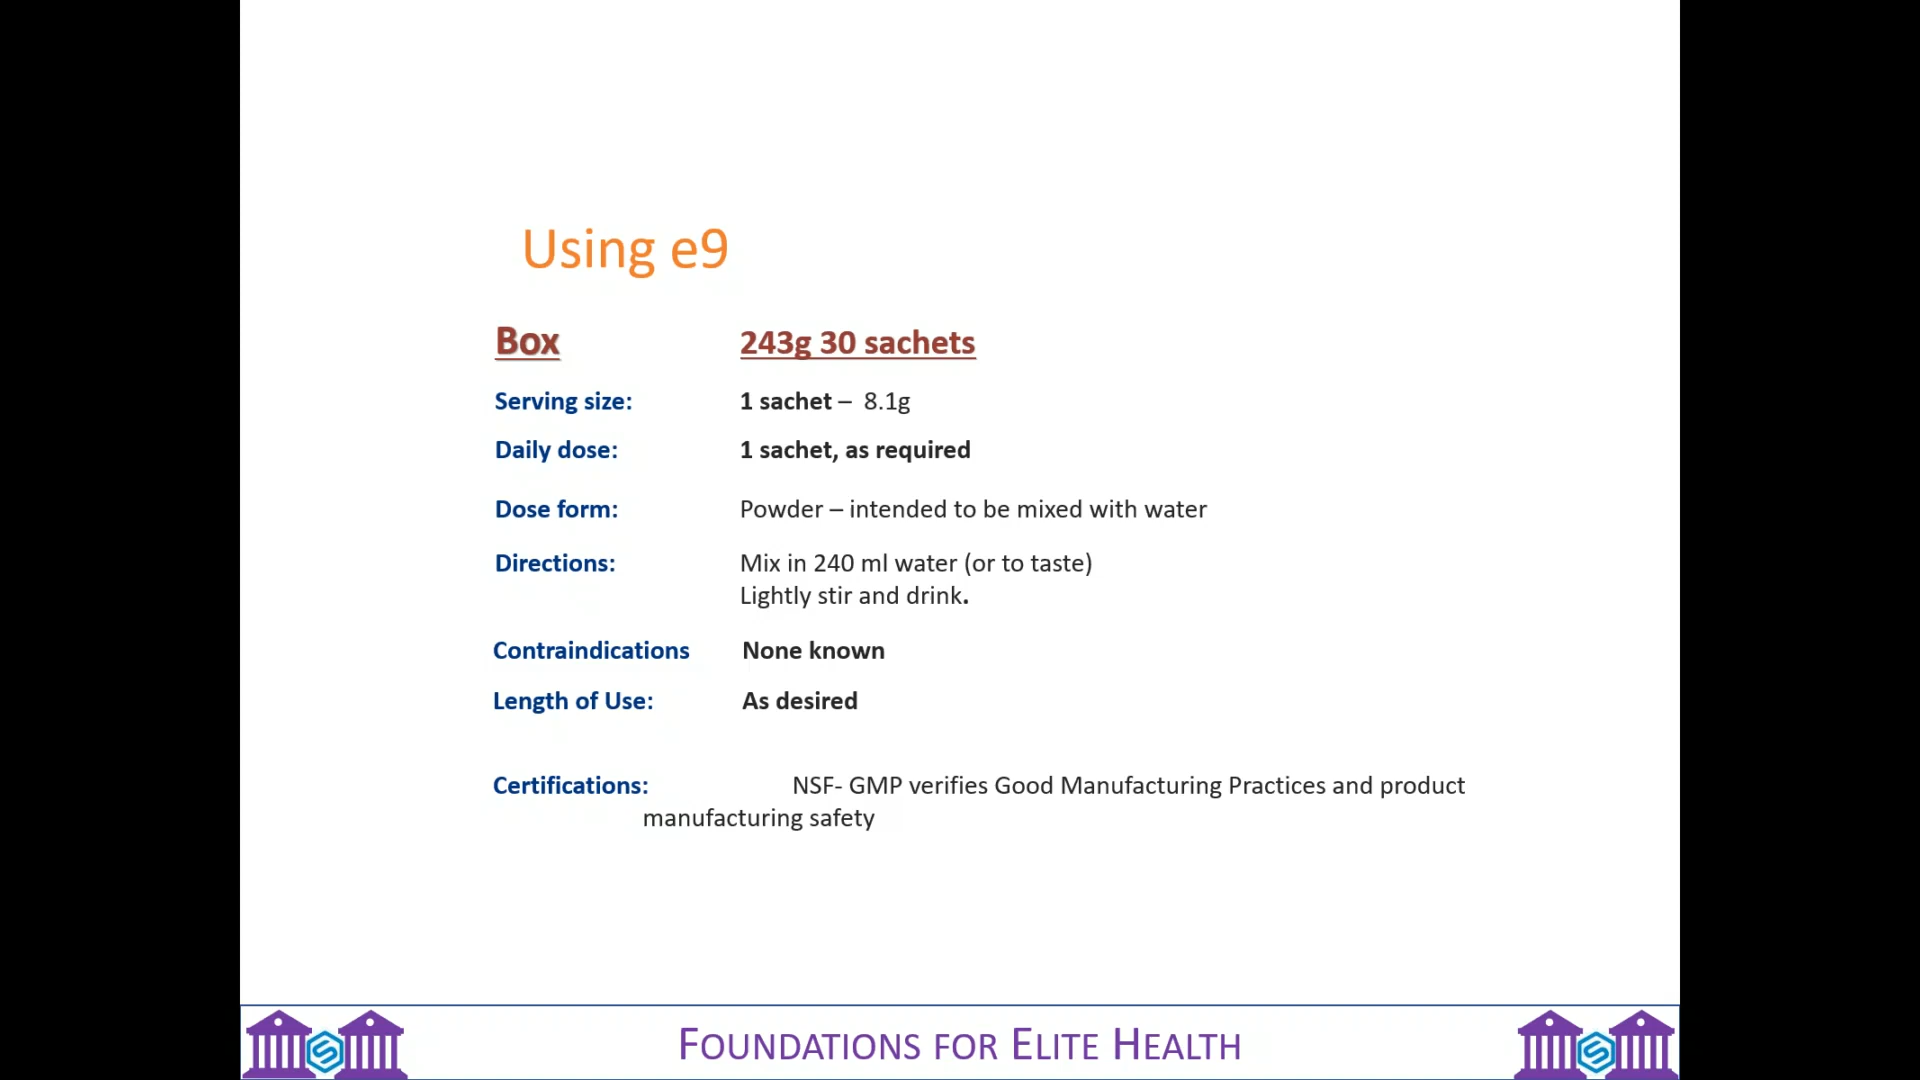 Using e9
Box 243g 30 sachets
Serving size: 1 sachet – 8.1g
Daily dose: 1 sachet, as required
Dose form: Powder – intended to be mixed with water
Directions: Mix in 240 ml water (or to taste)
Lightly stir and drink.
Contraindications None known
Length of Use: As desired
Certifications: NSF- GMP verifies Good Manufacturing Practices and product
manufacturing safety
FOUNDATIONS FOR ELITE HEALTH